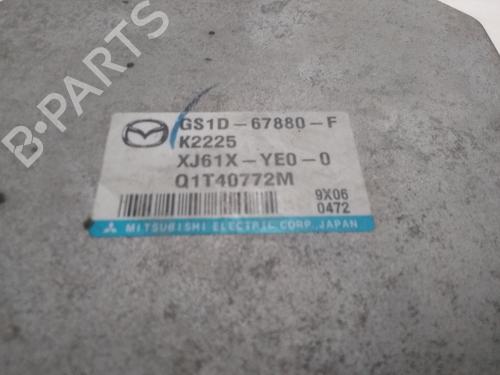 B-PARTS
GS1D-67880-F
K2225
XJ61X-YE0-0
Q1T40772M
9X06
0472
MITSUBISHI ELECTRIC CORP., JAPAN